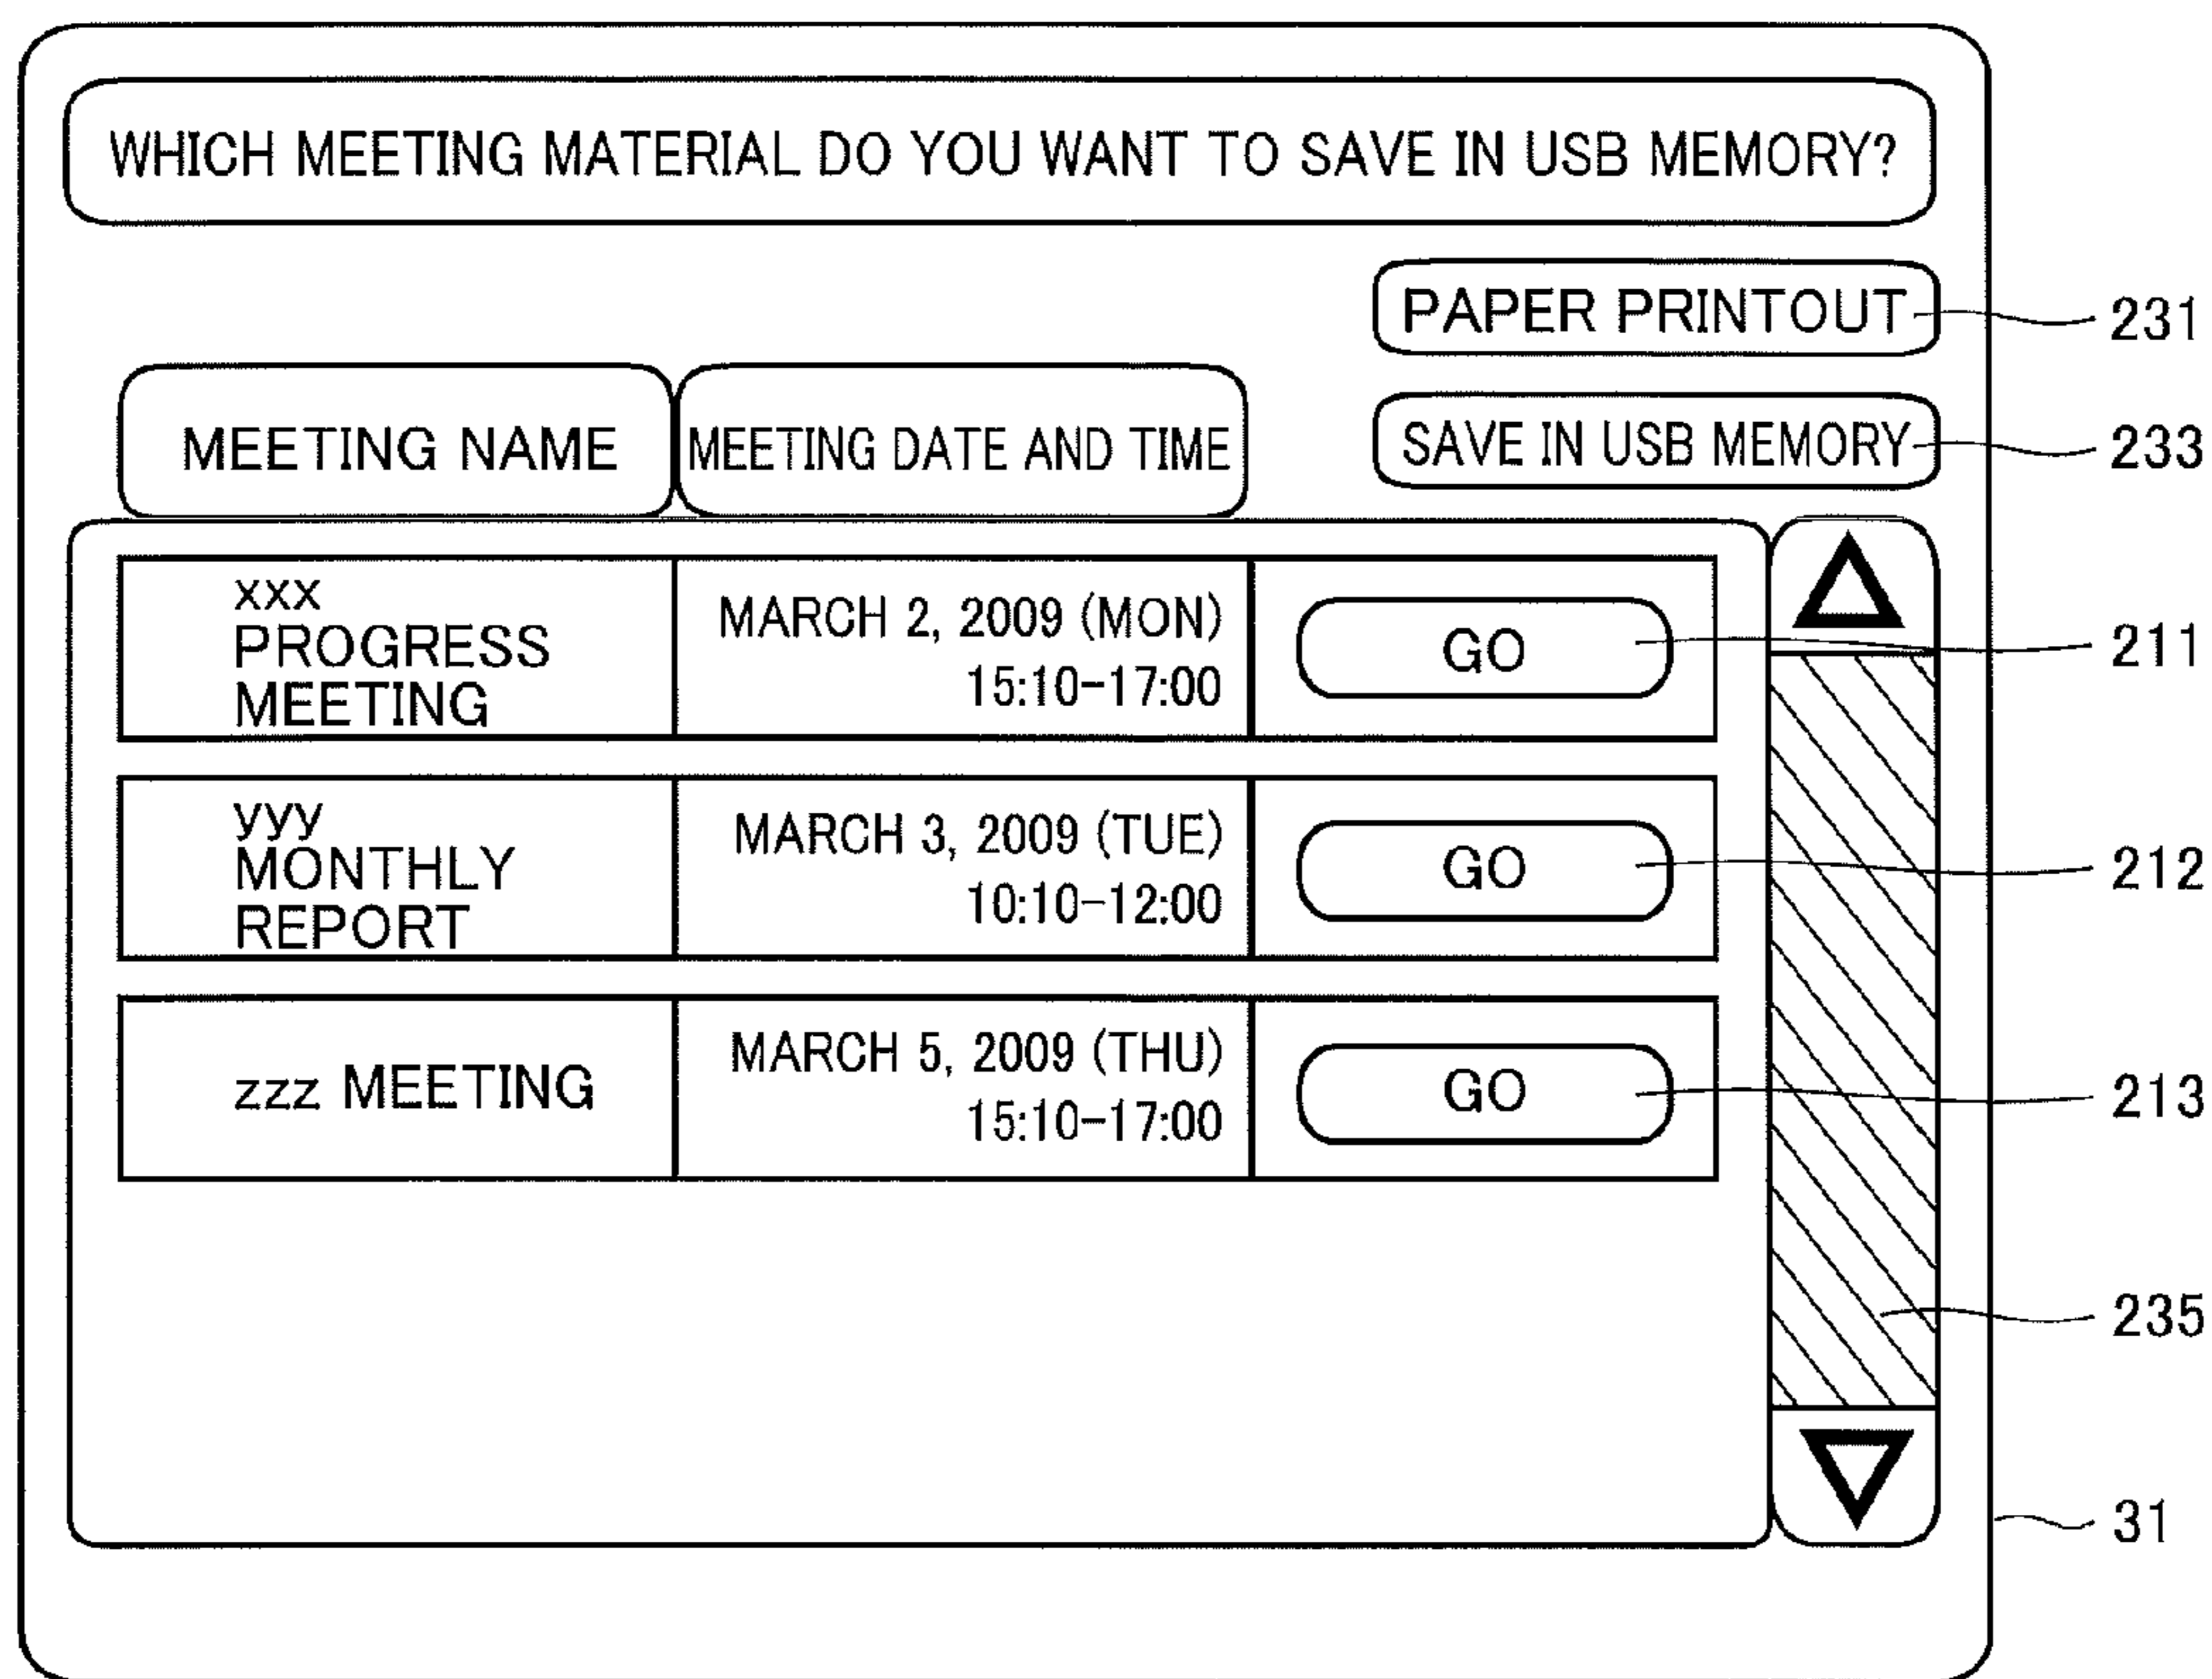 WHICH MEETING MATERIAL DO YOU WANT TO SAVE IN USB MEMORY?
PAPER PRINTOUT
231
MEETING NAME
MEETING DATE AND TIME
SAVE IN USB MEMORY
233
xxx
PROGRESS
MEETING
MARCH 2, 2009 (MON)
15:10-17:00
GO
211
yyy
MONTHLY
REPORT
MARCH 3, 2009 (TUE)
10:10-12:00
GO
212
zzz MEETING
MARCH 5, 2009 (THU)
15:10-17:00
GO
213
235
31